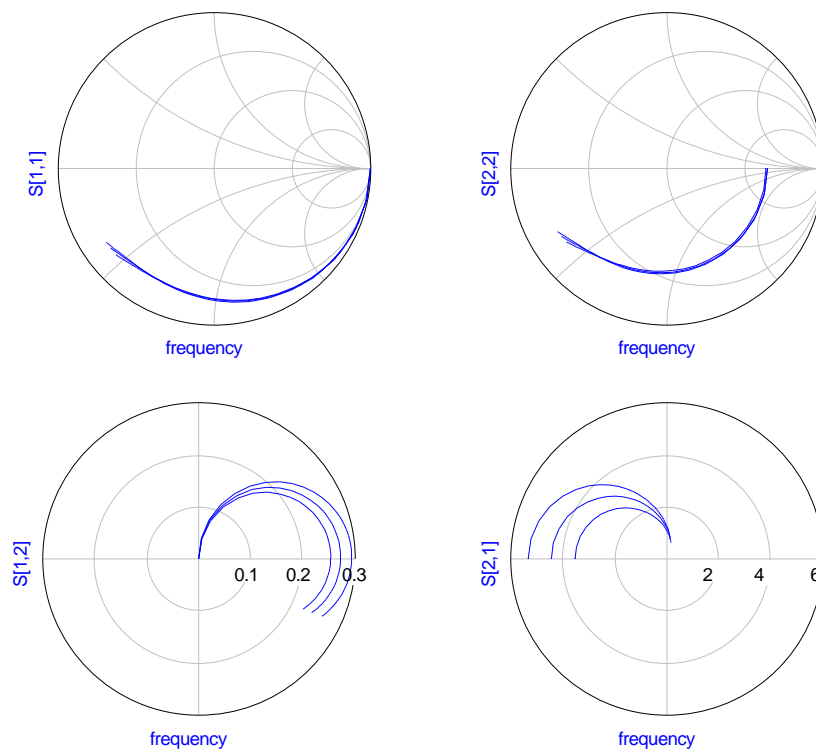 S[1,1]
frequency
S[2,2]
frequency
S[1,2]
0.1 0.2 0.3
frequency
S[2,1]
2 4 6
frequency